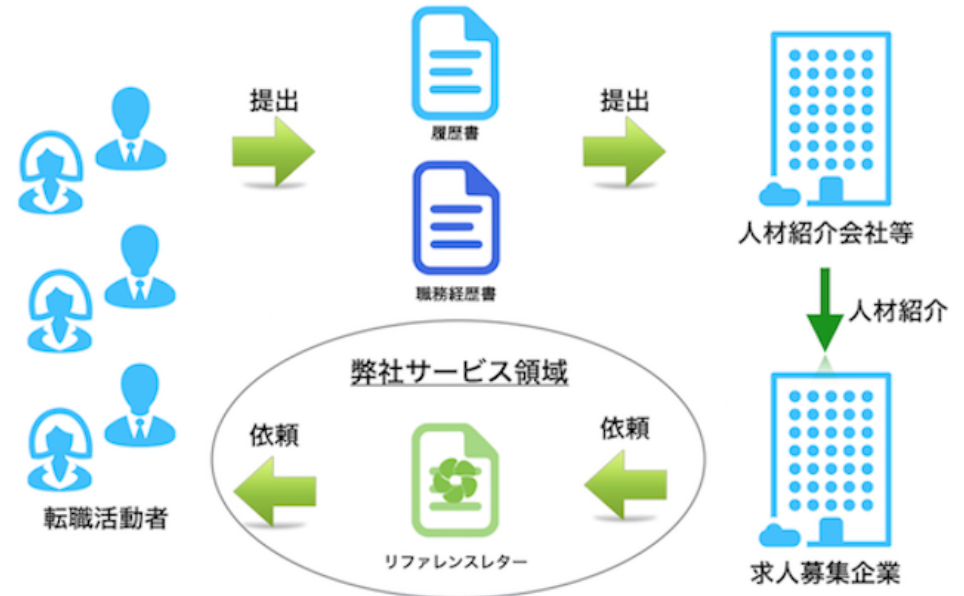 提出
提出
履歴書
職務経歴書
人材紹介会社等
人材紹介
弊社サービス領域
依頼
依頼
リファレンスレター
転職活動者
求人募集企業